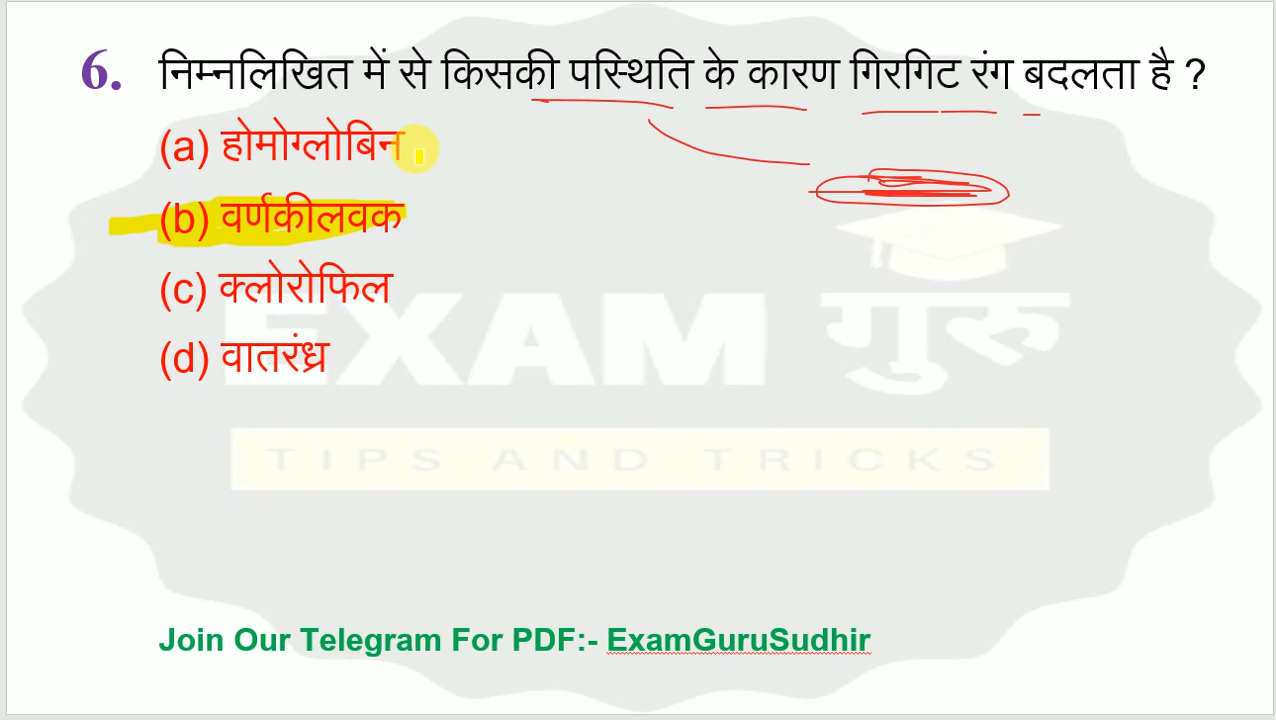 6. निम्नलिखित में से किसकी पस्थिति के कारण गिरगिट रंग बदलता है ?
(a) होमोग्लोबिन
(b) वर्णकीलवक
(c) क्लोरोफिल
(d) वातरंध्र
EXAM गुरु
TIPS AND TRICKS
Join Our Telegram For PDF:- ExamGuruSudhir